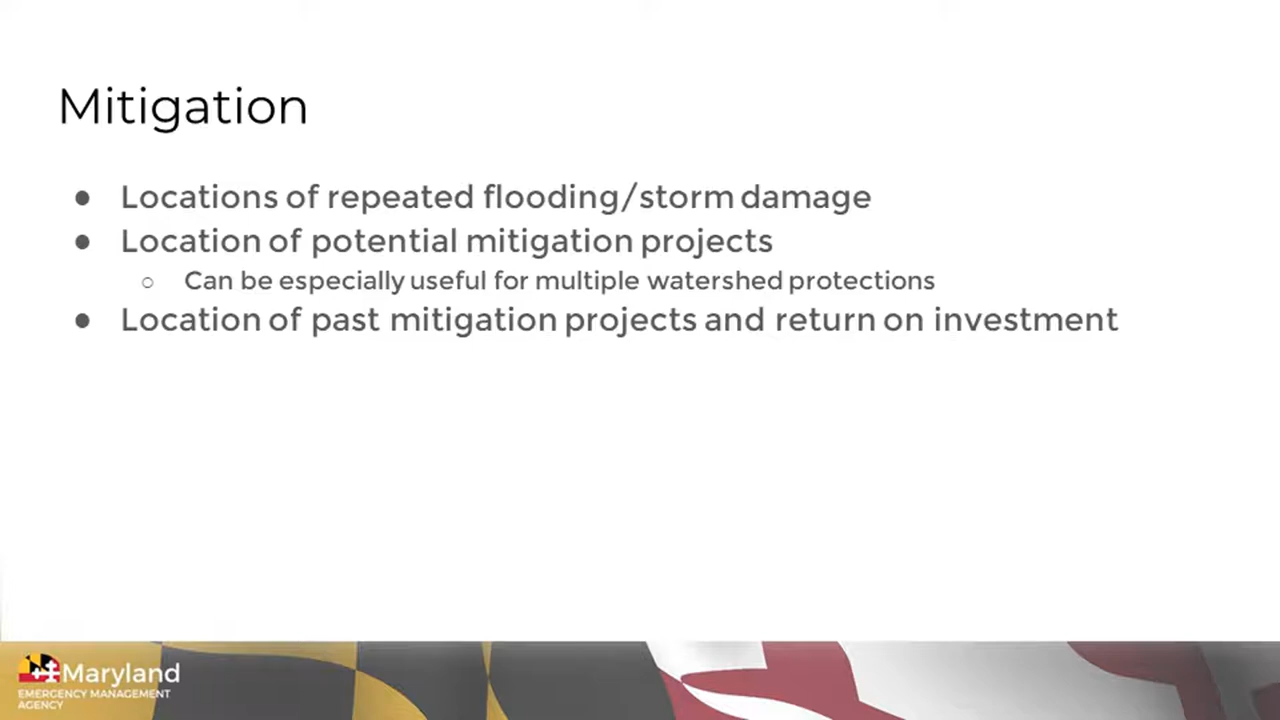 Mitigation
● Locations of repeated flooding/storm damage
● Location of potential mitigation projects
○ Can be especially useful for multiple watershed protections
● Location of past mitigation projects and return on investment
Maryland
EMERGENCY MANAGEMENT
AGENCY